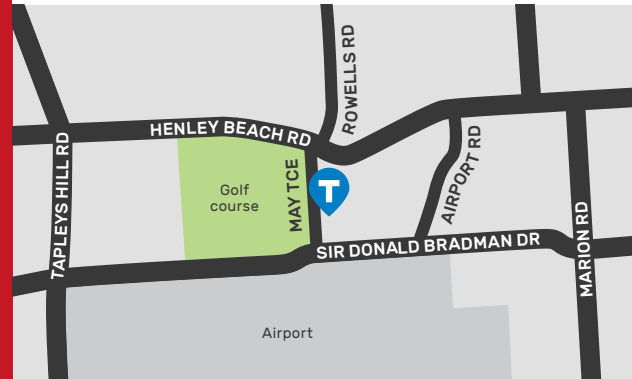 ROWELLS RD
HENLEY BEACH RD
TAPLEYS HILL RD
Golf
course
MAY TCE
T
AIRPORT RD
SIR DONALD BRADMAN DR
MARION RD
Airport